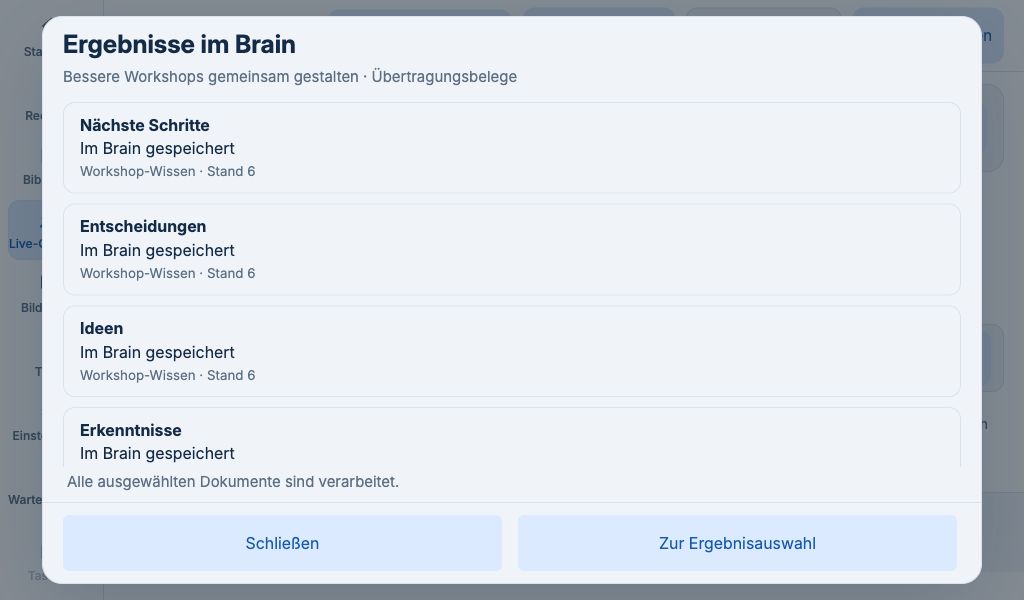 Ergebnisse im Brain
Bessere Workshops gemeinsam gestalten · Übertragungsbelege
Nächste Schritte
Im Brain gespeichert
Workshop-Wissen · Stand 6
Entscheidungen
Im Brain gespeichert
Workshop-Wissen · Stand 6
Ideen
Im Brain gespeichert
Workshop-Wissen · Stand 6
Erkenntnisse
Im Brain gespeichert
Alle ausgewählten Dokumente sind verarbeitet.
Schließen
Zur Ergebnisauswahl